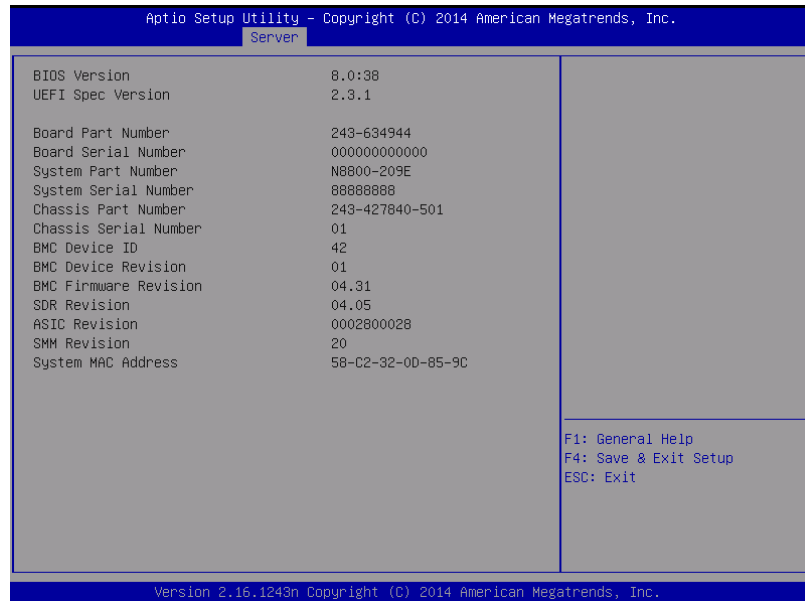 Aptio Setup Utility – Copyright (C) 2014 American Megatrends, Inc.
Server
BIOS Version 8.0:38
UEFI Spec Version 2.3.1
Board Part Number 243-634944
Board Serial Number 000000000000
System Part Number N8800-209E
System Serial Number 88888888
Chassis Part Number 243-427840-501
Chassis Serial Number 01
BMC Device ID 42
BMC Device Revision 01
BMC Firmware Revision 04.31
SDR Revision 04.05
ASIC Revision 0002800028
SMM Revision 20
System MAC Address 58-C2-32-0D-85-9C
F1: General Help
F4: Save & Exit Setup
ESC: Exit
Version 2.16.1243n Copyright (C) 2014 American Megatrends, Inc.